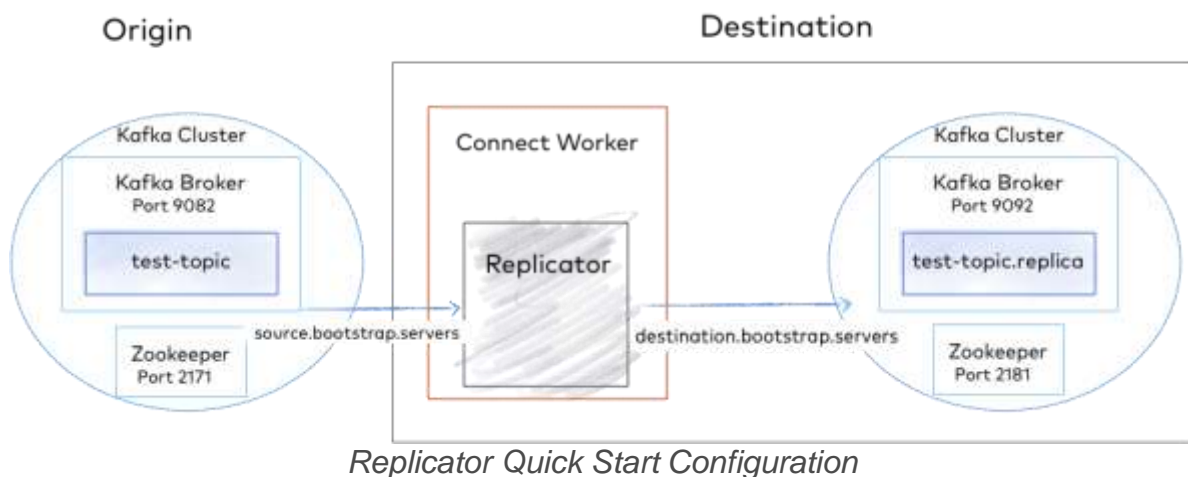 Origin
Destination
Kafka Cluster
Kafka Broker
Port 9082
test-topic
Zookeeper
Port 2171
source.bootstrap.servers
Connect Worker
Replicator
destination.bootstrap.servers
Kafka Cluster
Kafka Broker
Port 9092
test-topic.replica
Zookeeper
Port 2181
Replicator Quick Start Configuration